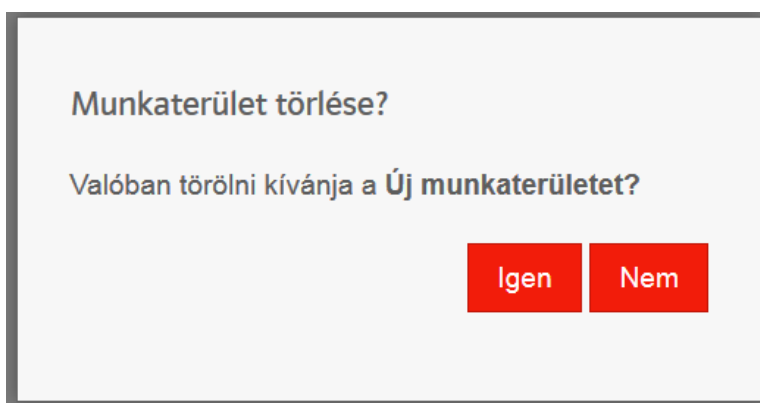 Munkaterület törlése?
Valóban törölni kívánja a Új munkaterületet?
Igen Nem